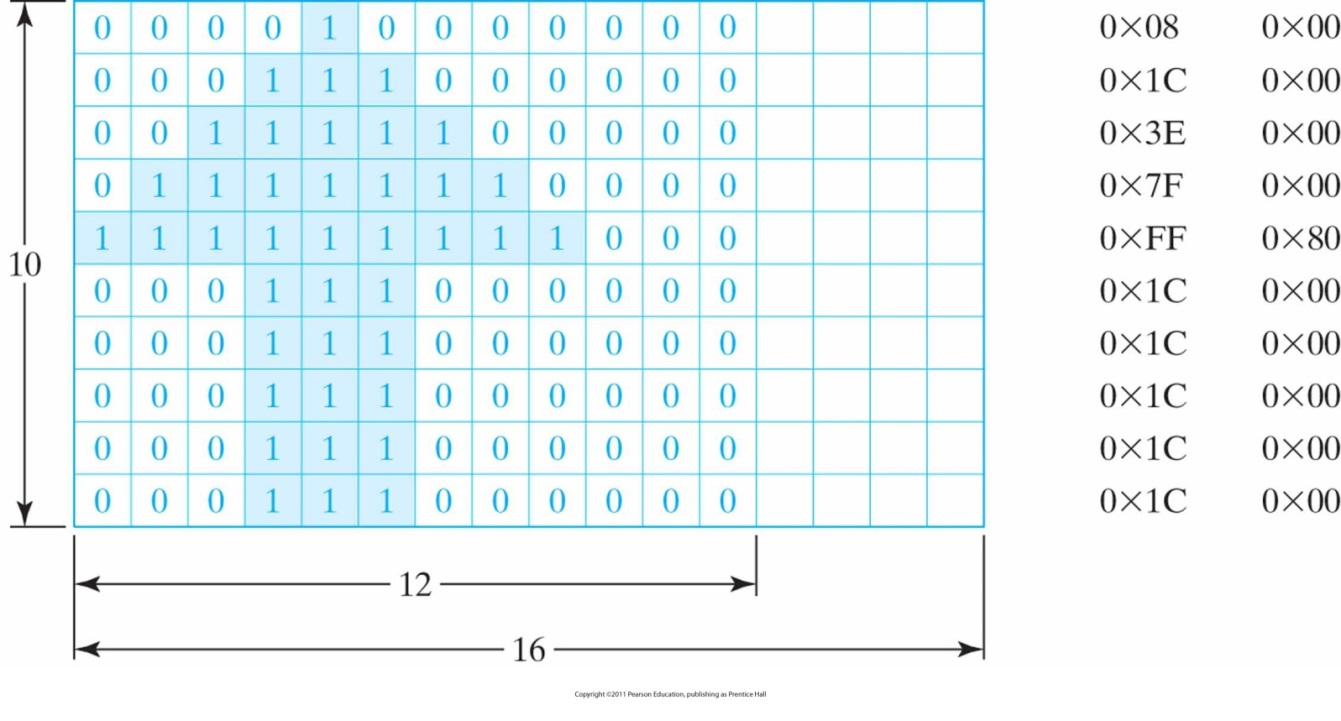 0 0 0 0 1 0 0 0 0 0 0 0 0×08 0×00
0 0 0 1 1 1 0 0 0 0 0 0 0×1C 0×00
0 0 1 1 1 1 1 0 0 0 0 0 0×3E 0×00
0 1 1 1 1 1 1 1 0 0 0 0 0×7F 0×00
1 1 1 1 1 1 1 1 1 0 0 0 0×FF 0×80
10
0 0 0 1 1 1 0 0 0 0 0 0 0×1C 0×00
0 0 0 1 1 1 0 0 0 0 0 0 0×1C 0×00
0 0 0 1 1 1 0 0 0 0 0 0 0×1C 0×00
0 0 0 1 1 1 0 0 0 0 0 0 0×1C 0×00
0 0 0 1 1 1 0 0 0 0 0 0 0×1C 0×00
12
16
Copyright ©2011 Pearson Education, publishing as Prentice Hall